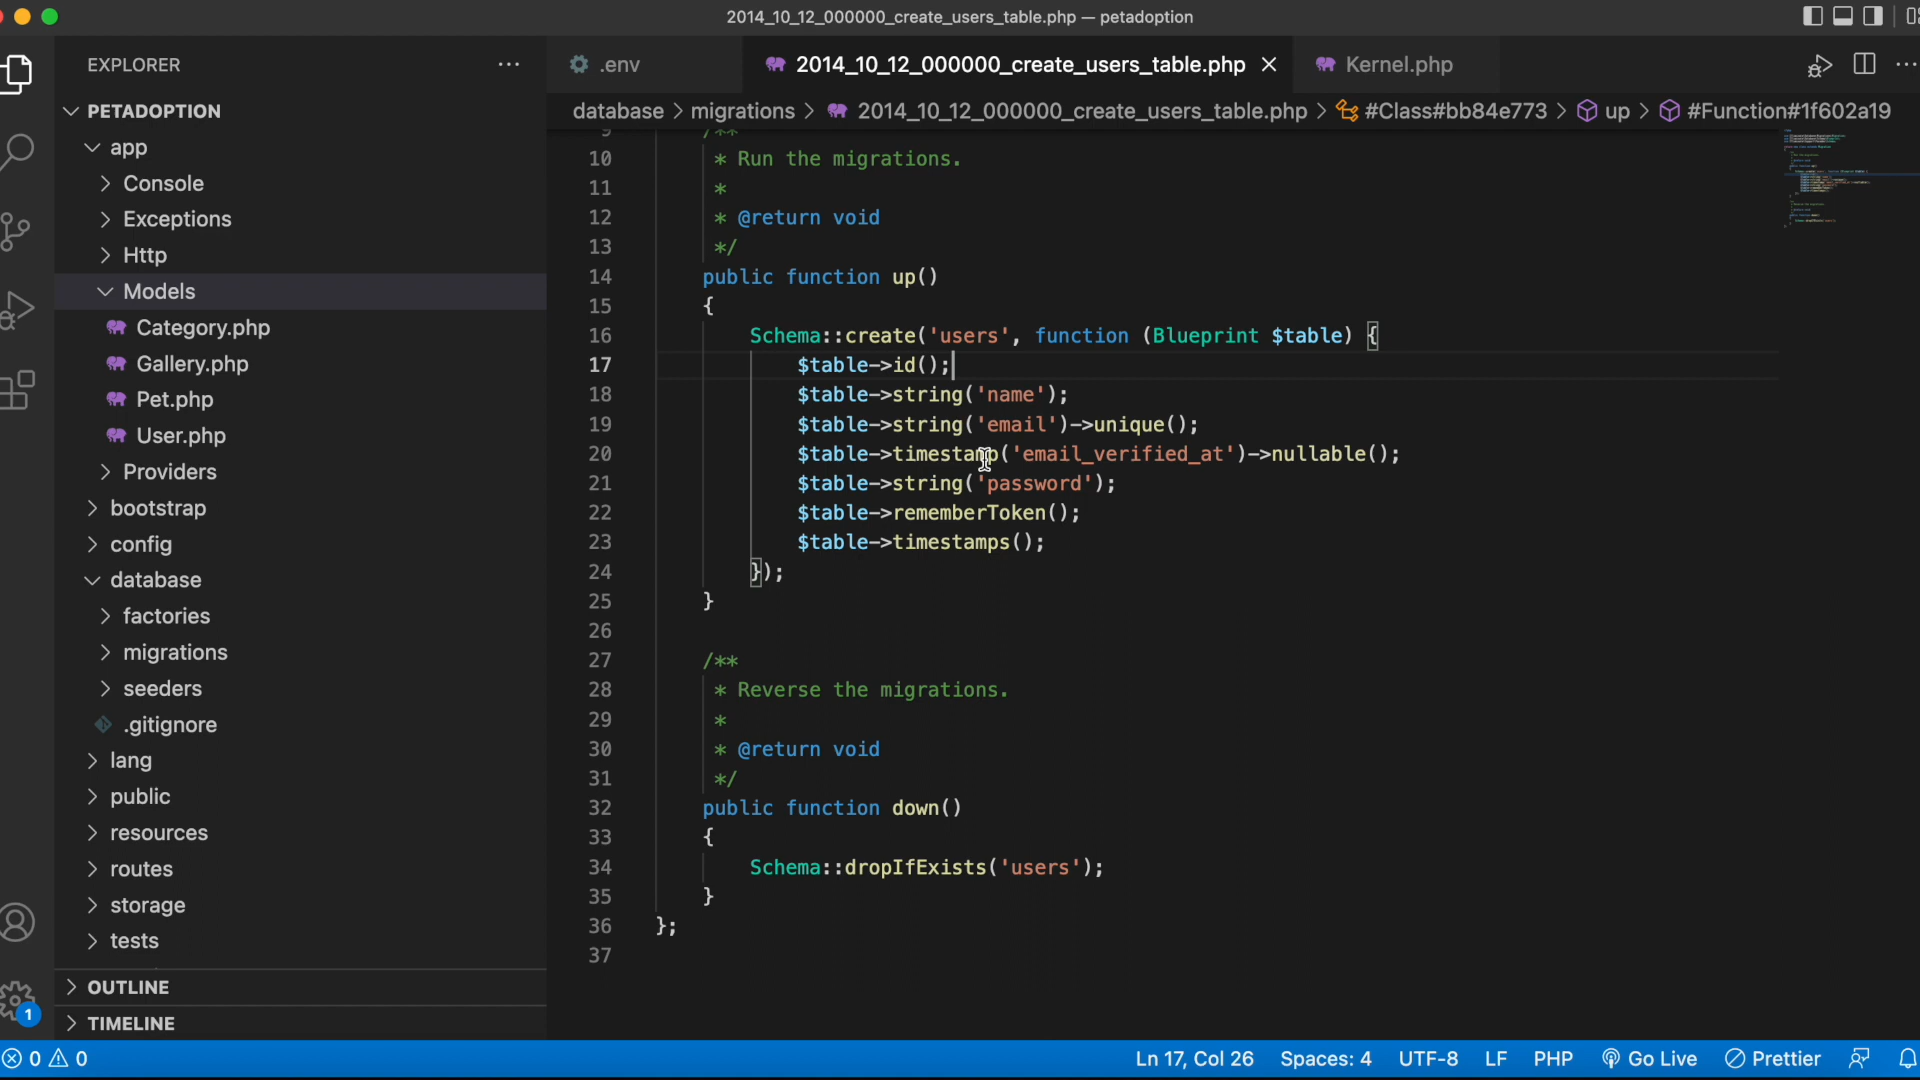 2014_10_12_000000_create_users_table.php — petadoption
EXPLORER
PETADOPTION
app
Console
Exceptions
Http
Models
Category.php
Gallery.php
Pet.php
User.php
Providers
bootstrap
config
database
factories
migrations
seeders
.gitignore
lang
public
resources
routes
storage
tests
OUTLINE
TIMELINE
1
.env
2014_10_12_000000_create_users_table.php
Kernel.php
database > migrations > 2014_10_12_000000_create_users_table.php > #Class#bb84e773 > up > #Function#1f602a19
9 /**
10 * Run the migrations.
11 *
12 * @return void
13 */
14 public function up()
15 {
16 Schema::create('users', function (Blueprint $table) {
17 $table->id();
18 $table->string('name');
19 $table->string('email')->unique();
20 $table->timestamp('email_verified_at')->nullable();
21 $table->string('password');
22 $table->rememberToken();
23 $table->timestamps();
24 });
25 }
26
27 /**
28 * Reverse the migrations.
29 *
30 * @return void
31 */
32 public function down()
33 {
34 Schema::dropIfExists('users');
35 }
36 };
37
0 0
Ln 17, Col 26 Spaces: 4 UTF-8 LF PHP Go Live Prettier